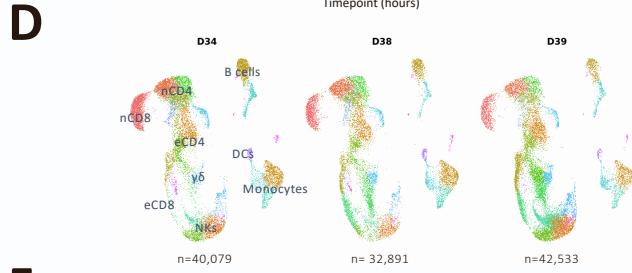 Timepoint (hours)
D
D34
D38
D39
B cells
nCD4
nCD8
eCD4
DCs
γδ
Monocytes
eCD8
NKs
n=40,079
n= 32,891
n=42,533